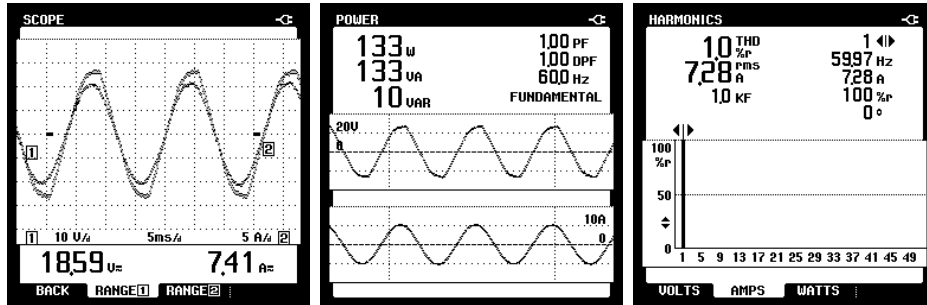 SCOPE
1
2
1 10 V/d 5ms/d 5 A/d 2
18.59 V≂ 7.41 A≂
BACK RANGE1 RANGE2
POWER
133 W 1.00 PF
133 VA 1.00 DPF
60.0 Hz
10 VAR FUNDAMENTAL
20V
0
10A
0
HARMONICS
1.0 THD %r 1
59.97 Hz
7.28 rms A 7.28 A
1.0 KF 100 %r
0 °
100
%r
50
0
1 5 9 13 17 21 25 29 33 37 41 45 49
VOLTS AMPS WATTS